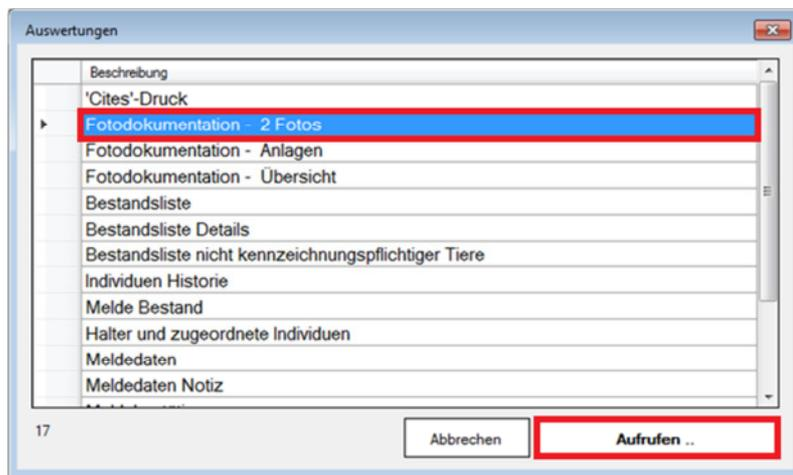 Auswertungen
Beschreibung
'Cites'-Druck
Fotodokumentation - 2 Fotos
Fotodokumentation - Anlagen
Fotodokumentation - Übersicht
Bestandsliste
Bestandsliste Details
Bestandsliste nicht kennzeichnungspflichtiger Tiere
Individuen Historie
Melde Bestand
Halter und zugeordnete Individuen
Meldedaten
Meldedaten Notiz
17
Abbrechen
Aufrufen ..